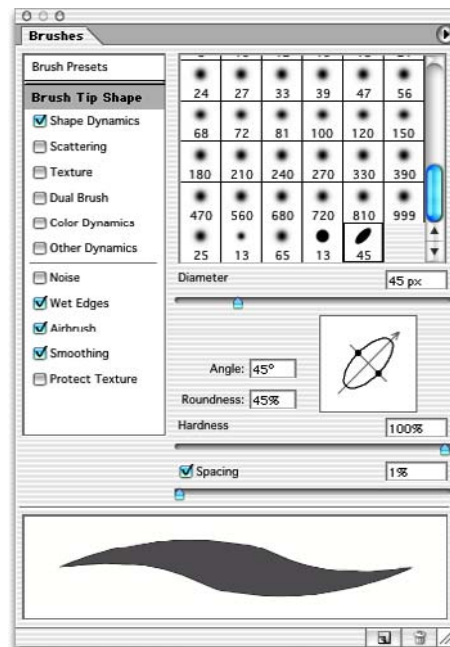 Brushes
Brush Presets
Brush Tip Shape
Shape Dynamics
Scattering
Texture
Dual Brush
Color Dynamics
Other Dynamics
Noise
Wet Edges
Airbrush
Smoothing
Protect Texture
24 27 33 39 47 56
68 72 81 100 120 150
180 210 240 270 330 390
470 560 680 720 810 999
25 13 65 13 45
Diameter 45 px
Angle: 45°
Roundness: 45%
Hardness 100%
Spacing 1%